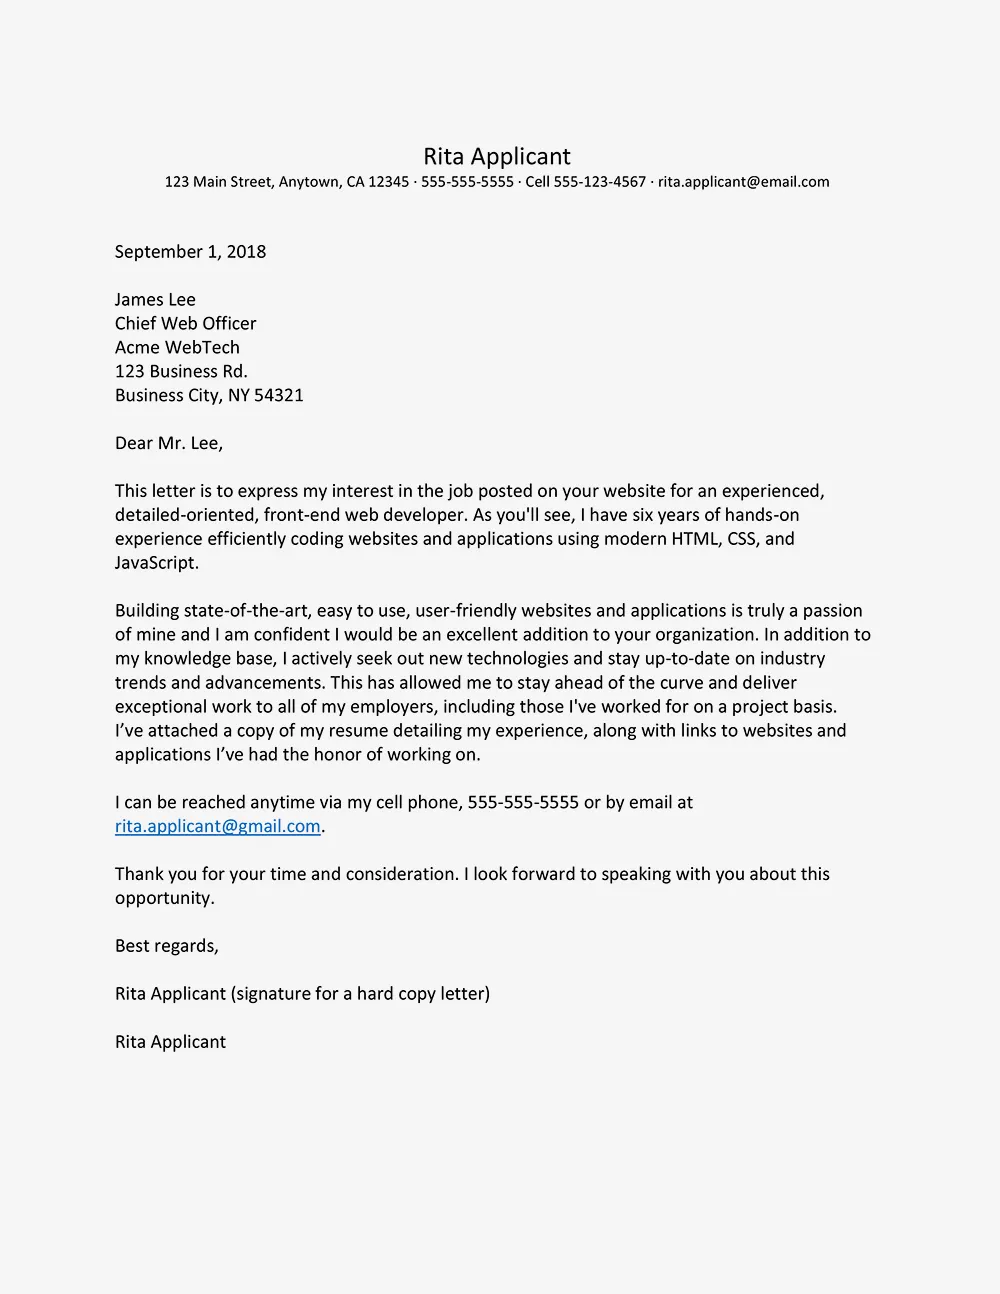 Rita Applicant
123 Main Street, Anytown, CA 12345 · 555-555-5555 · Cell 555-123-4567 · rita.applicant@email.com
September 1, 2018
James Lee
Chief Web Officer
Acme WebTech
123 Business Rd.
Business City, NY 54321
Dear Mr. Lee,
This letter is to express my interest in the job posted on your website for an experienced,
detailed-oriented, front-end web developer. As you'll see, I have six years of hands-on
experience efficiently coding websites and applications using modern HTML, CSS, and
JavaScript.
Building state-of-the-art, easy to use, user-friendly websites and applications is truly a passion
of mine and I am confident I would be an excellent addition to your organization. In addition to
my knowledge base, I actively seek out new technologies and stay up-to-date on industry
trends and advancements. This has allowed me to stay ahead of the curve and deliver
exceptional work to all of my employers, including those I've worked for on a project basis.
I’ve attached a copy of my resume detailing my experience, along with links to websites and
applications I’ve had the honor of working on.
I can be reached anytime via my cell phone, 555-555-5555 or by email at
rita.applicant@gmail.com.
Thank you for your time and consideration. I look forward to speaking with you about this
opportunity.
Best regards,
Rita Applicant (signature for a hard copy letter)
Rita Applicant